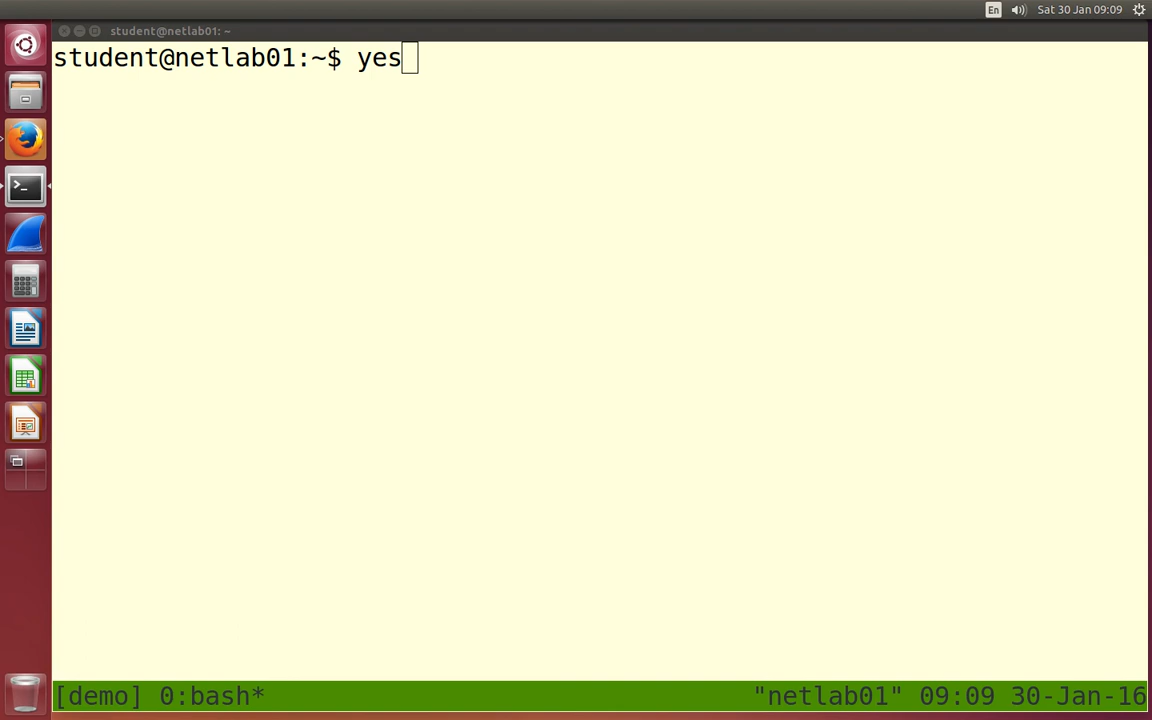 En
Sat 30 Jan 09:09
student@netlab01: ~
student@netlab01:~$ yes
[demo] 0:bash* "netlab01" 09:09 30-Jan-16